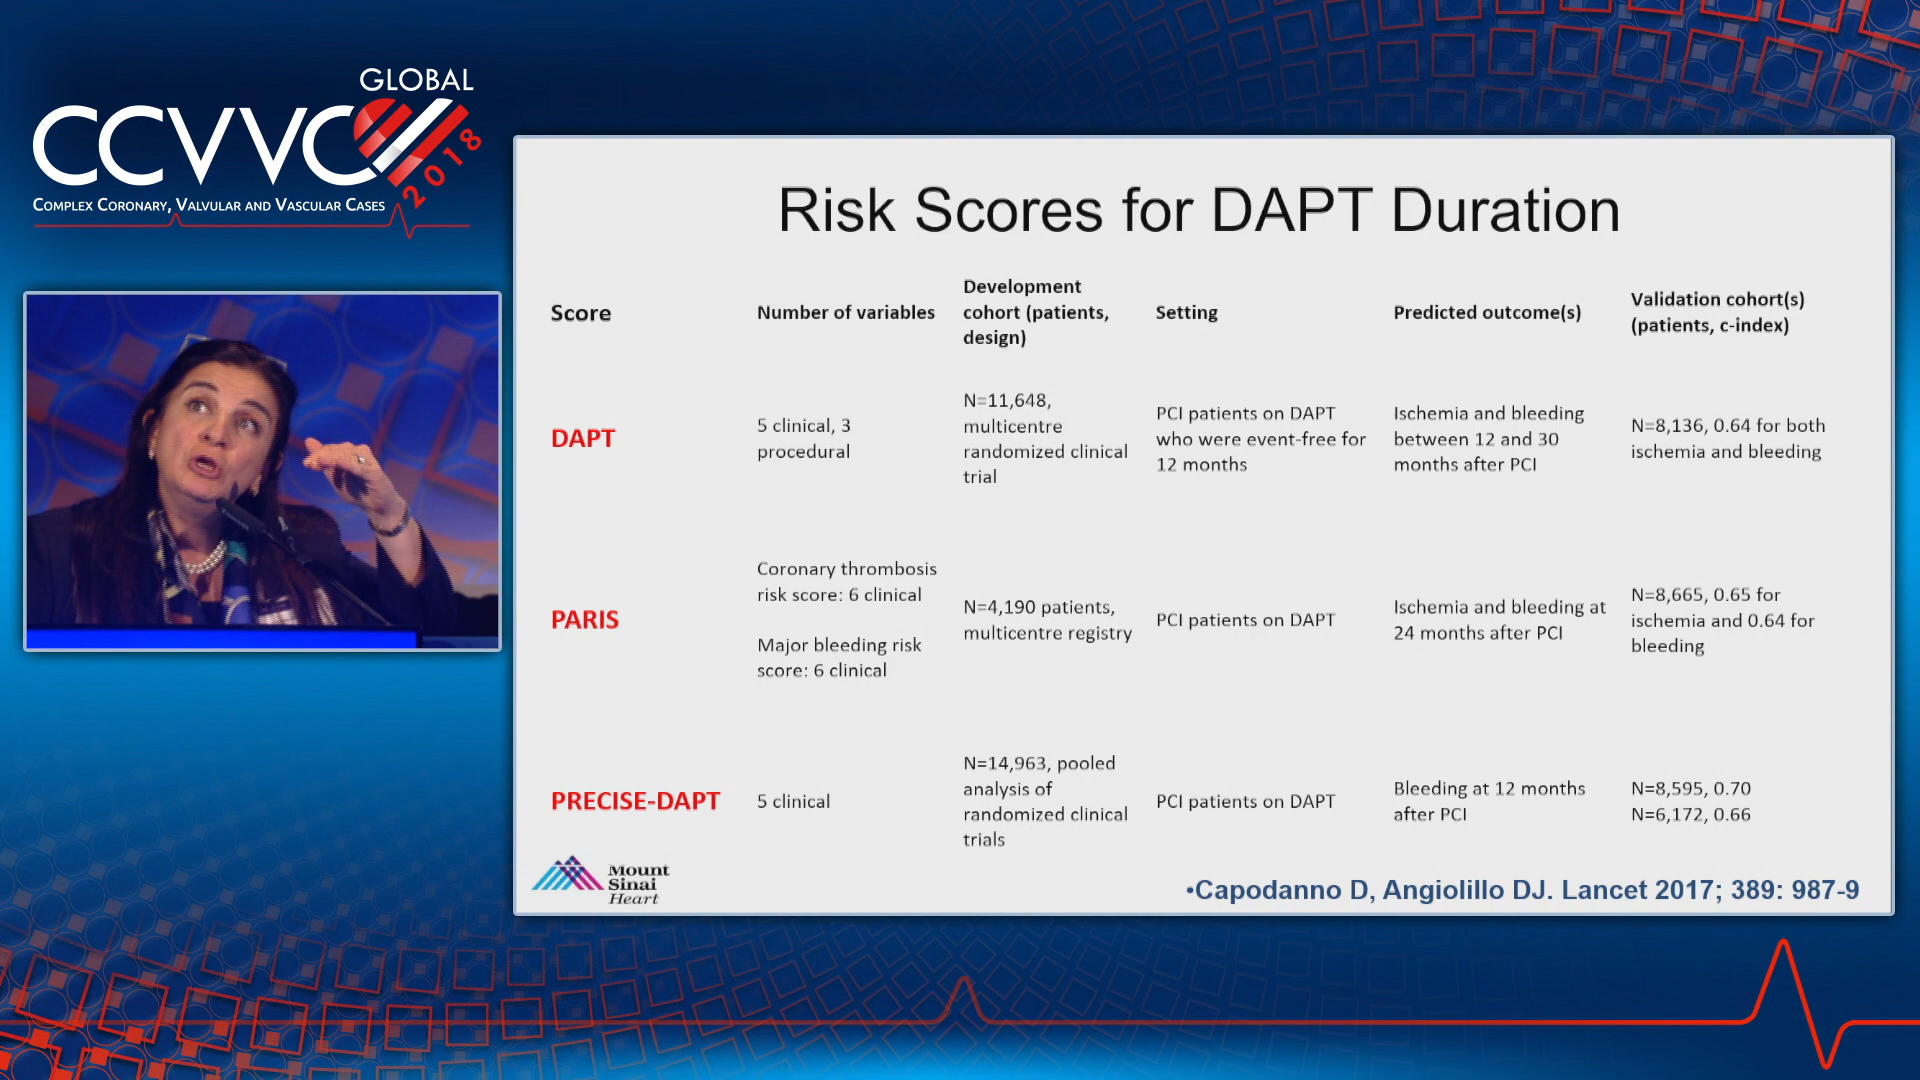 GLOBAL
CCVVC
2018
COMPLEX CORONARY, VALVULAR AND VASCULAR CASES
Risk Scores for DAPT Duration
Score
Number of variables
Development
cohort (patients,
design)
Setting
Predicted outcome(s)
Validation cohort(s)
(patients, c-index)
DAPT
5 clinical, 3
procedural
N=11,648,
multicentre
randomized clinical
trial
PCI patients on DAPT
who were event-free for
12 months
Ischemia and bleeding
between 12 and 30
months after PCI
N=8,136, 0.64 for both
ischemia and bleeding
PARIS
Coronary thrombosis
risk score: 6 clinical
Major bleeding risk
score: 6 clinical
N=4,190 patients,
multicentre registry
PCI patients on DAPT
Ischemia and bleeding at
24 months after PCI
N=8,665, 0.65 for
ischemia and 0.64 for
bleeding
PRECISE-DAPT
5 clinical
N=14,963, pooled
analysis of
randomized clinical
trials
PCI patients on DAPT
Bleeding at 12 months
after PCI
N=8,595, 0.70
N=6,172, 0.66
Mount
Sinai
Heart
•Capodanno D, Angiolillo DJ. Lancet 2017; 389: 987-9